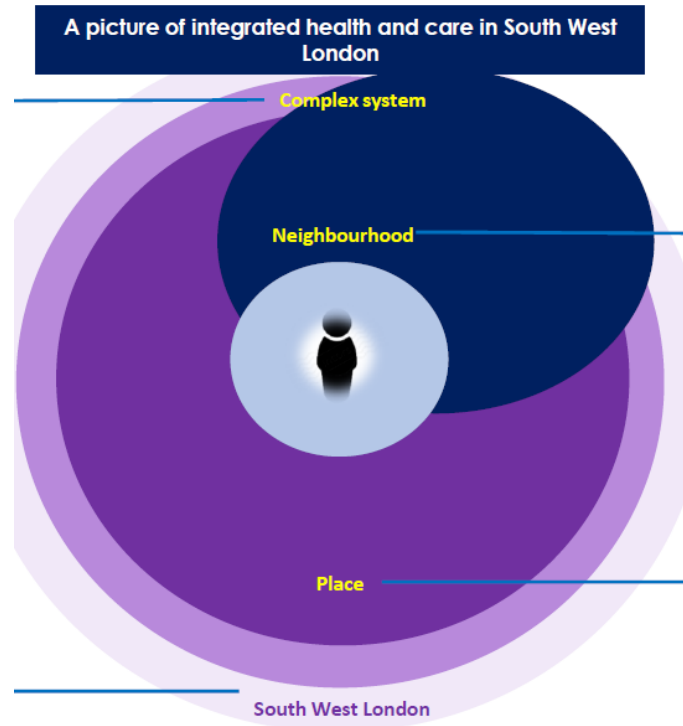 A picture of integrated health and care in South West
London
Complex system
Neighbourhood
Place
South West London